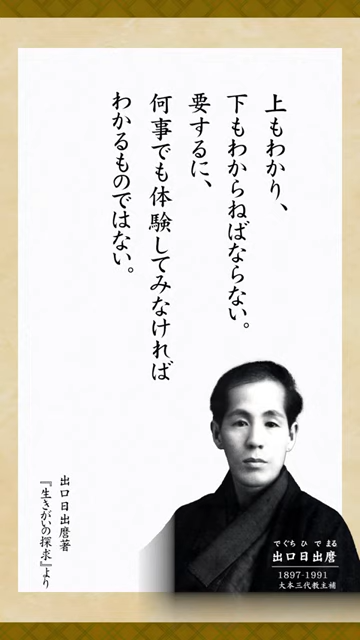 上もわかり、
下もわからねばならない。
要するに、
何事でも体験してみなければ
わかるものではない。
出口日出麿著
『生きがいの探求』より
でぐちひでまる
出口日出麿
1897-1991
大本三代教主補